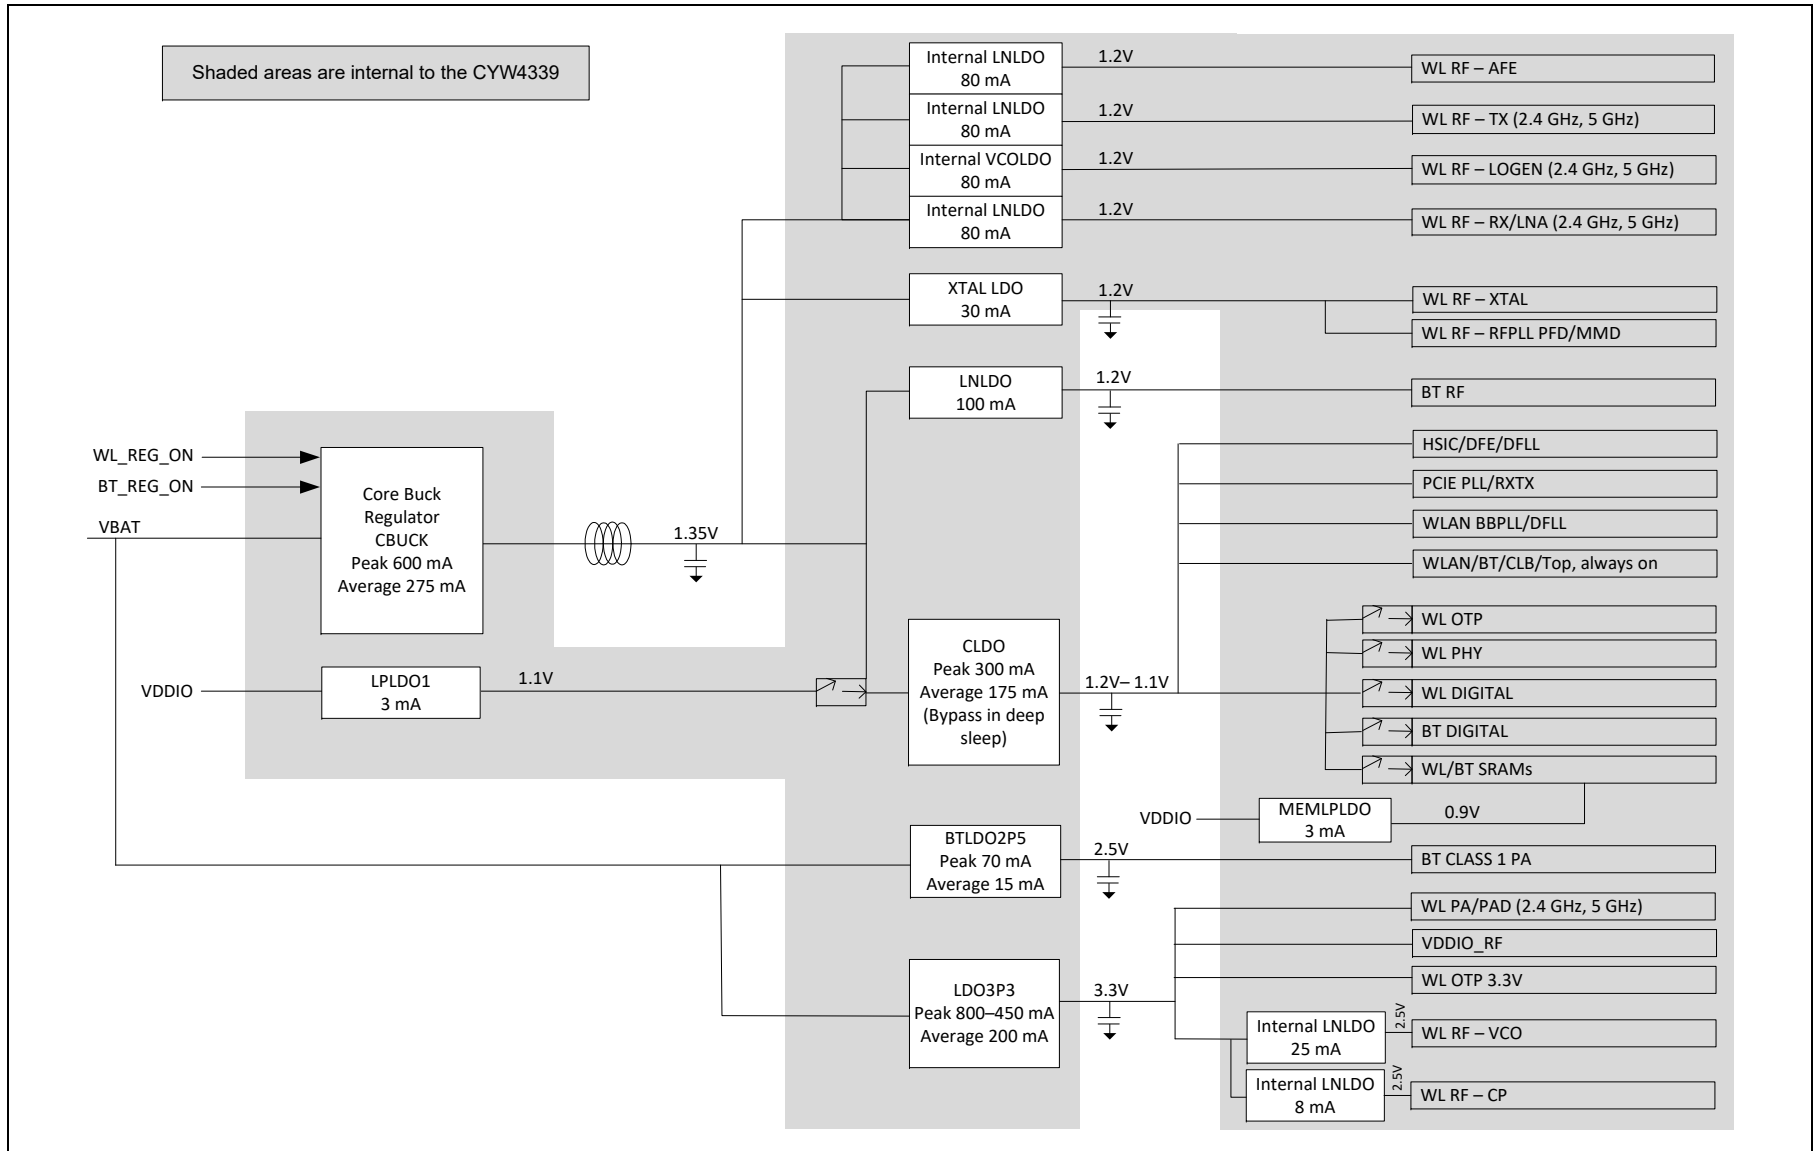 Shaded areas are internal to the CYW4339
Internal LNLDO
80 mA
1.2V
WL RF – AFE
Internal LNLDO
80 mA
1.2V
WL RF – TX (2.4 GHz, 5 GHz)
Internal VCOLDO
80 mA
1.2V
WL RF – LOGEN (2.4 GHz, 5 GHz)
Internal LNLDO
80 mA
1.2V
WL RF – RX/LNA (2.4 GHz, 5 GHz)
XTAL LDO
30 mA
1.2V
WL RF – XTAL
WL RF – RFPLL PFD/MMD
LNLDO
100 mA
1.2V
BT RF
WL_REG_ON
BT_REG_ON
VBAT
Core Buck
Regulator
CBUCK
Peak 600 mA
Average 275 mA
1.35V
HSIC/DFE/DFLL
PCIE PLL/RXTX
WLAN BBPLL/DFLL
WLAN/BT/CLB/Top, always on
VDDIO
LPLDO1
3 mA
1.1V
CLDO
Peak 300 mA
Average 175 mA
(Bypass in deep
sleep)
1.2V– 1.1V
WL OTP
WL PHY
WL DIGITAL
BT DIGITAL
WL/BT SRAMs
VDDIO
MEMLPLDO
3 mA
0.9V
BTLDO2P5
Peak 70 mA
Average 15 mA
2.5V
BT CLASS 1 PA
LDO3P3
Peak 800–450 mA
Average 200 mA
3.3V
WL PA/PAD (2.4 GHz, 5 GHz)
VDDIO_RF
WL OTP 3.3V
Internal LNLDO
25 mA
2.5V
WL RF – VCO
Internal LNLDO
8 mA
2.5V
WL RF – CP